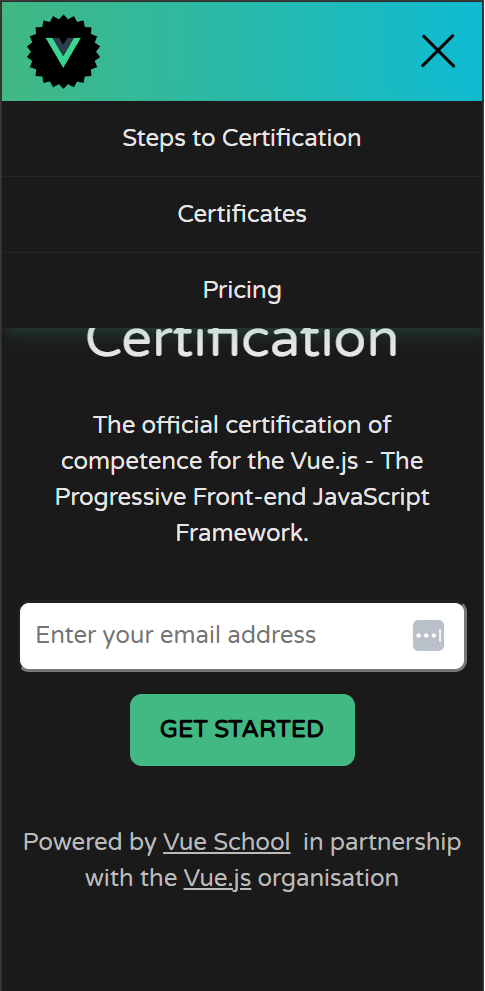 Steps to Certification
Certificates
Pricing
Certification
The official certification of
competence for the Vue.js - The
Progressive Front-end JavaScript
Framework.
Enter your email address
GET STARTED
Powered by Vue School in partnership
with the Vue.js organisation